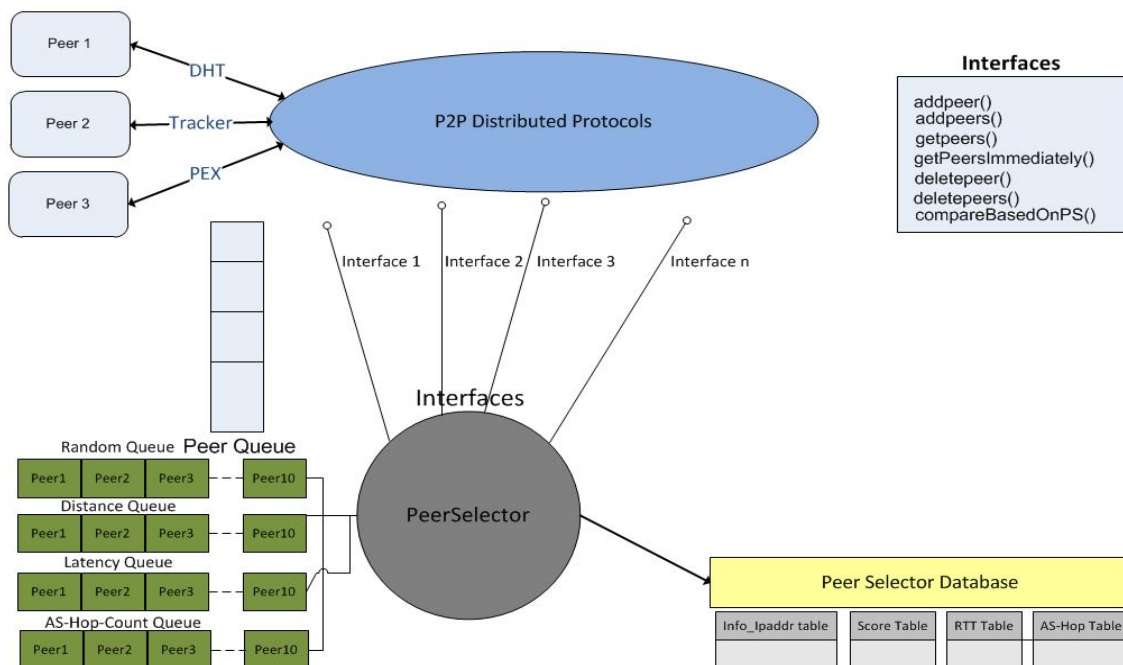 Peer 1
DHT
Peer 2
Tracker
PEX
Peer 3
P2P Distributed Protocols
Interfaces
addpeer()
addpeers()
getpeers()
getPeersImmediately()
deletepeer()
deletepeers()
compareBasedOnPS()
Interface 1
Interface 2
Interface 3
Interface n
Interfaces
PeerSelector
Peer Queue
Random Queue
Peer1 Peer2 Peer3 Peer10
Distance Queue
Peer1 Peer2 Peer3 Peer10
Latency Queue
Peer1 Peer2 Peer3 Peer10
AS-Hop-Count Queue
Peer1 Peer2 Peer3 Peer10
Peer Selector Database
Info_Ipaddr table Score Table RTT Table AS-Hop Table